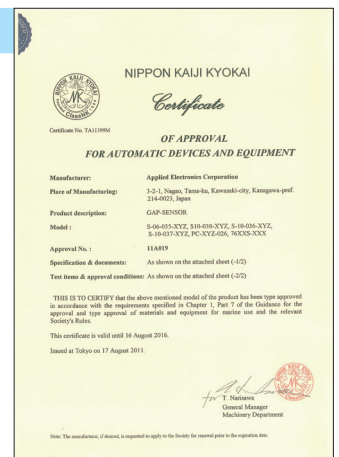 NIPPON KAIJI KYOKAI
NIPPON KAIJI KYOKAI
NK
ClassNK
Certificate
Certificate No. TA11399M
OF APPROVAL
FOR AUTOMATIC DEVICES AND EQUIPMENT
Manufacturer: Applied Electronics Corporation
Place of Manufacturing: 3-2-1, Nagao, Tama-ku, Kawasaki-city, Kanagawa-pref.
214-0023, Japan
Product description: GAP-SENSOR
Model : S-06-055-XYZ, S10-030-XYZ, S-10-036-XYZ,
S-10-037-XYZ, PC-XYZ-026, 76XXS-XXX
Approval No. : 11A019
Specification & documents: As shown on the attached sheet (-1/2)
Test items & approval conditions: As shown on the attached sheet (-2/2)
THIS IS TO CERTIFY that the above mentioned model of the product has been type approved
in accordance with the requirements specified in Chapter 1, Part 7 of the Guidance for the
approval and type approval of materials and equipment for marine use and the relevant
Society's Rules.
This certificate is valid until 16 August 2016.
Issued at Tokyo on 17 August 2011.
for T. Narisawa
General Manager
Machinery Department
Note: The manufacturer, if desired, is requested to apply to the Society for renewal prior to the expiration date.